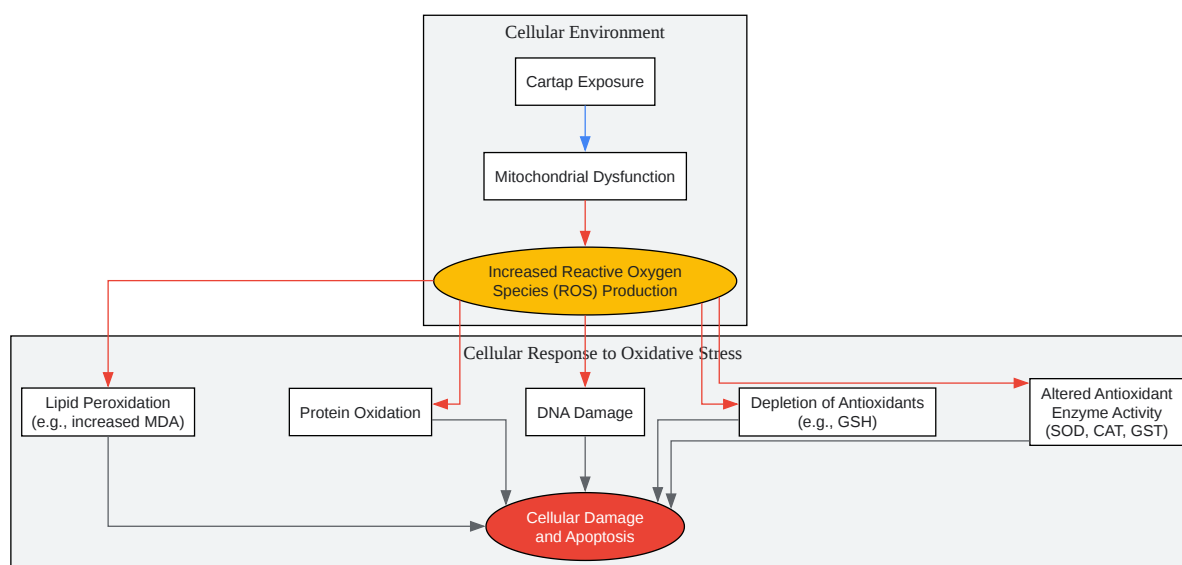 Cellular Environment
Cartap Exposure
Mitochondrial Dysfunction
Increased Reactive Oxygen
Species (ROS) Production
Cellular Response to Oxidative Stress
Lipid Peroxidation
(e.g., increased MDA)
Protein Oxidation
DNA Damage
Depletion of Antioxidants
(e.g., GSH)
Altered Antioxidant
Enzyme Activity
(SOD, CAT, GST)
Cellular Damage
and Apoptosis